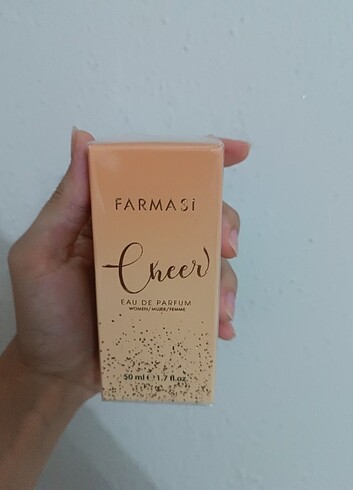 FARMASİ
Cheer
EAU DE PARFUM
WOMEN/MUJER/FEMME
50 ml ℮ 1.7 fl.oz